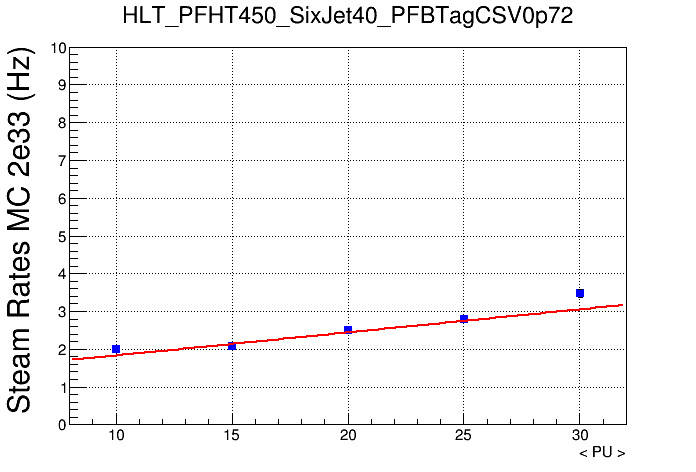 HLT_PFHT450_SixJet40_PFBTagCSV0p72
Steam Rates MC 2e33 (Hz)
10
9
8
7
6
5
4
3
2
1
0
10 15 20 25 30
< PU >